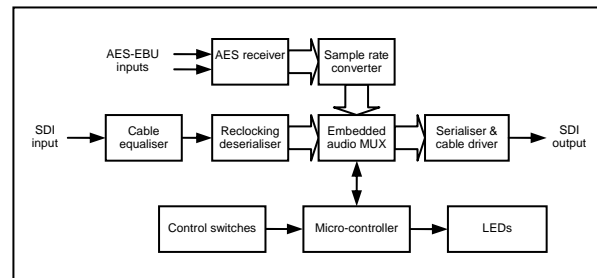 AES-EBU
inputs
AES receiver
Sample rate
converter
SDI
input
Cable
equaliser
Reclocking
deserialiser
Embedded
audio MUX
Serialiser &
cable driver
SDI
output
Control switches
Micro-controller
LEDs